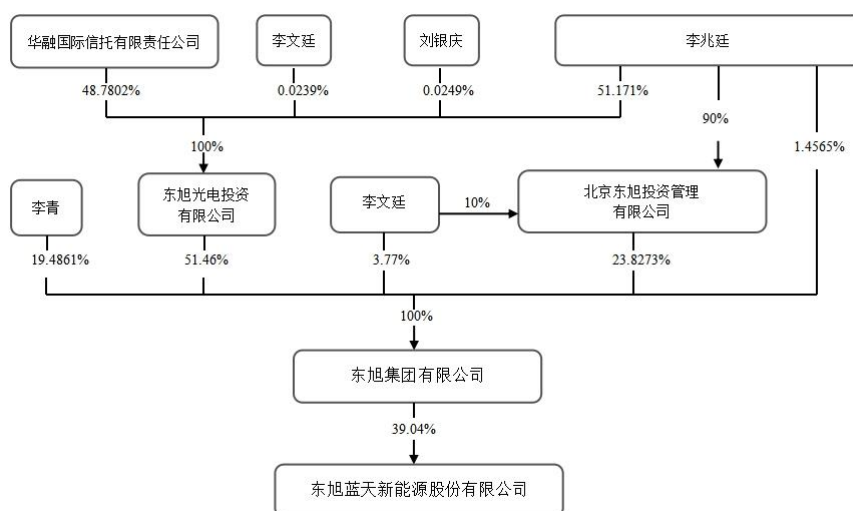 华融国际信托有限责任公司
李文廷
刘银庆
李兆廷
48.7802%
0.0239%
0.0249%
51.171%
90%
1.4565%
100%
李青
东旭光电投资
有限公司
李文廷
10%
北京东旭投资管理
有限公司
19.4861%
51.46%
3.77%
23.8273%
100%
东旭集团有限公司
39.04%
东旭蓝天新能源股份有限公司